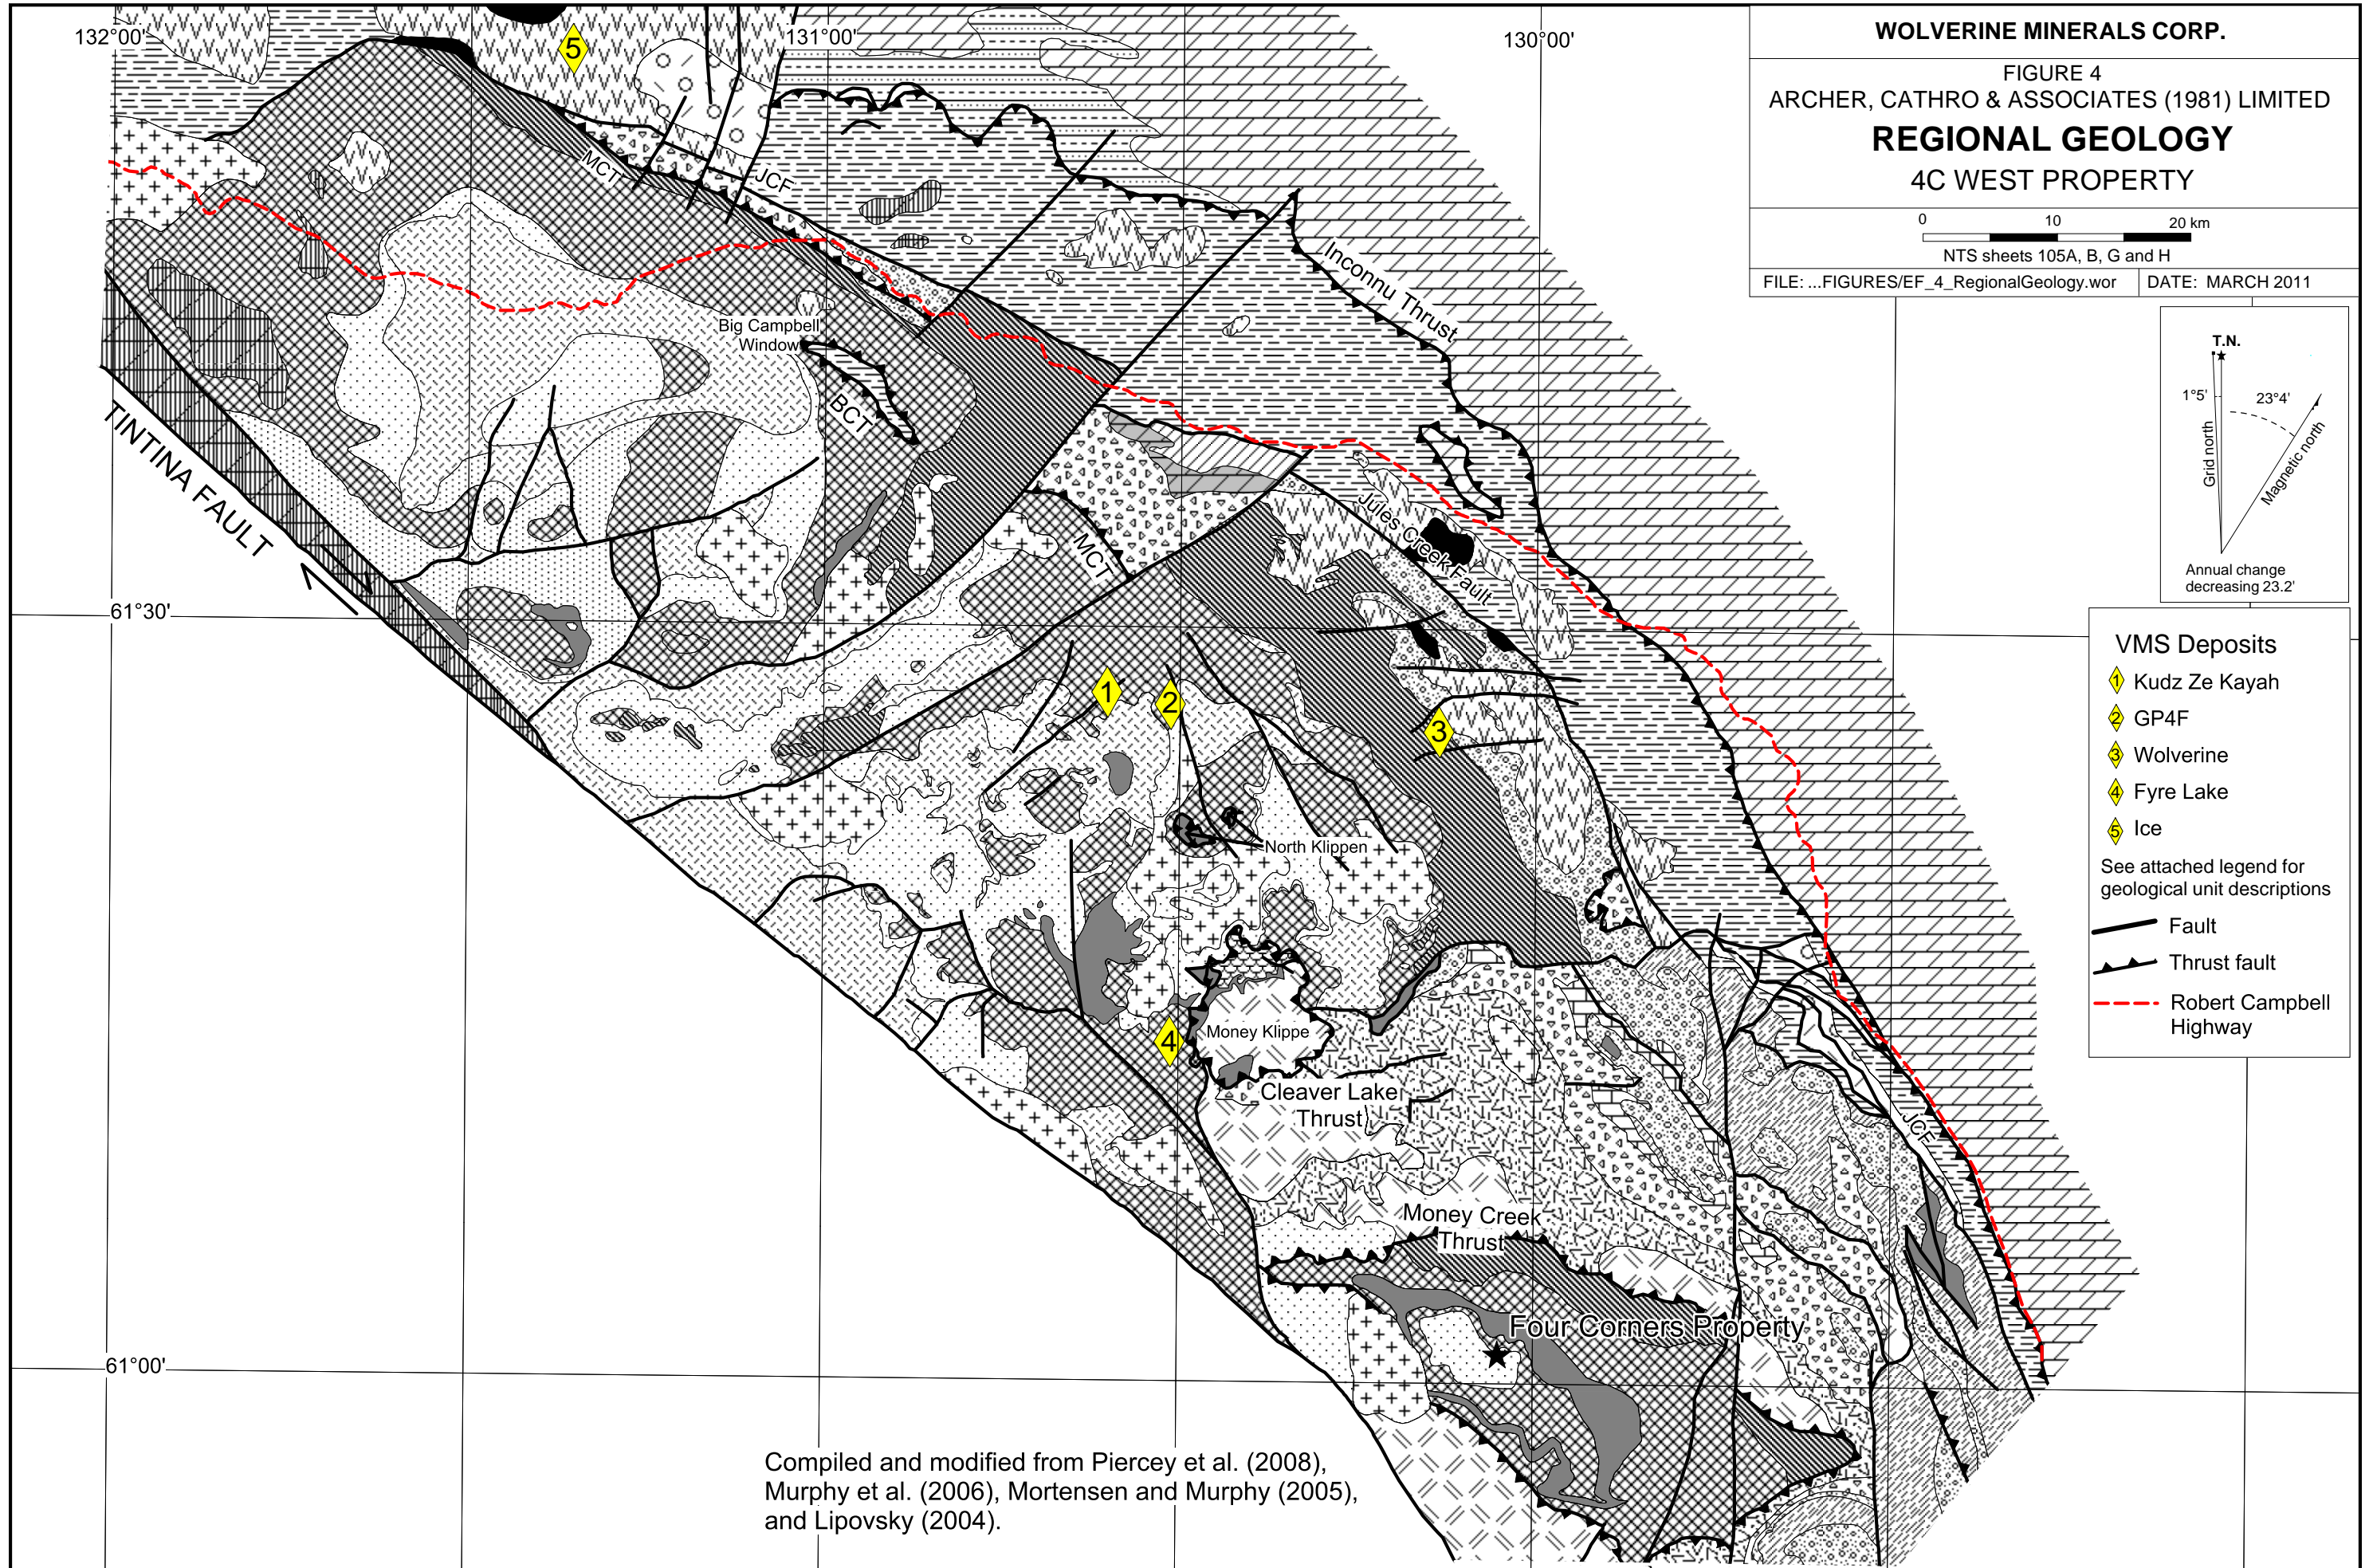 WOLVERINE MINERALS CORP.
FIGURE 4
ARCHER, CATHRO & ASSOCIATES (1981) LIMITED
REGIONAL GEOLOGY
4C WEST PROPERTY
0 10 20 km
NTS sheets 105A, B, G and H
FILE: ...FIGURES/EF_4_RegionalGeology.wor
DATE: MARCH 2011
T.N.
1°5'
23°4'
Grid north
Magnetic north
Annual change
decreasing 23.2'
VMS Deposits
1 Kudz Ze Kayah
2 GP4F
3 Wolverine
4 Fyre Lake
5 Ice
See attached legend for
geological unit descriptions
Fault
Thrust fault
Robert Campbell
Highway
132°00'
131°00'
130°00'
5
MCT
JCF
Inconnu Thrust
Big Campbell
Window
BCT
TINTINA FAULT
Jules Creek Fault
MCT
61°30'
1
2
3
North Klippen
4
Money Klippe
Cleaver Lake
Thrust
JCF
Money Creek
Thrust
Four Corners Property
61°00'
Compiled and modified from Piercey et al. (2008),
Murphy et al. (2006), Mortensen and Murphy (2005),
and Lipovsky (2004).